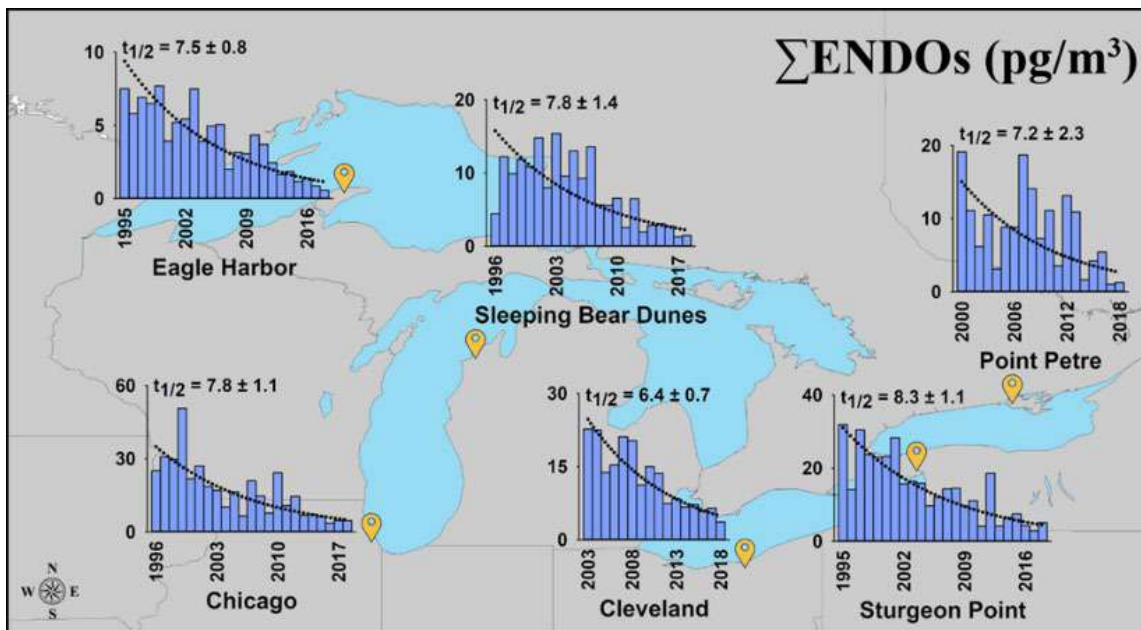 ∑ENDOs (pg/m³)
t1/2 = 7.5 ± 0.8
10
5
0
1995
2002
2009
2016
Eagle Harbor
t1/2 = 7.8 ± 1.4
20
10
0
1996
2003
2010
2017
Sleeping Bear Dunes
t1/2 = 7.2 ± 2.3
20
10
0
2000
2006
2012
2018
Point Petre
t1/2 = 7.8 ± 1.1
60
30
0
1996
2003
2010
2017
Chicago
t1/2 = 6.4 ± 0.7
30
15
0
2003
2008
2013
2018
Cleveland
t1/2 = 8.3 ± 1.1
40
20
0
1995
2002
2009
2016
Sturgeon Point
N
W E
S